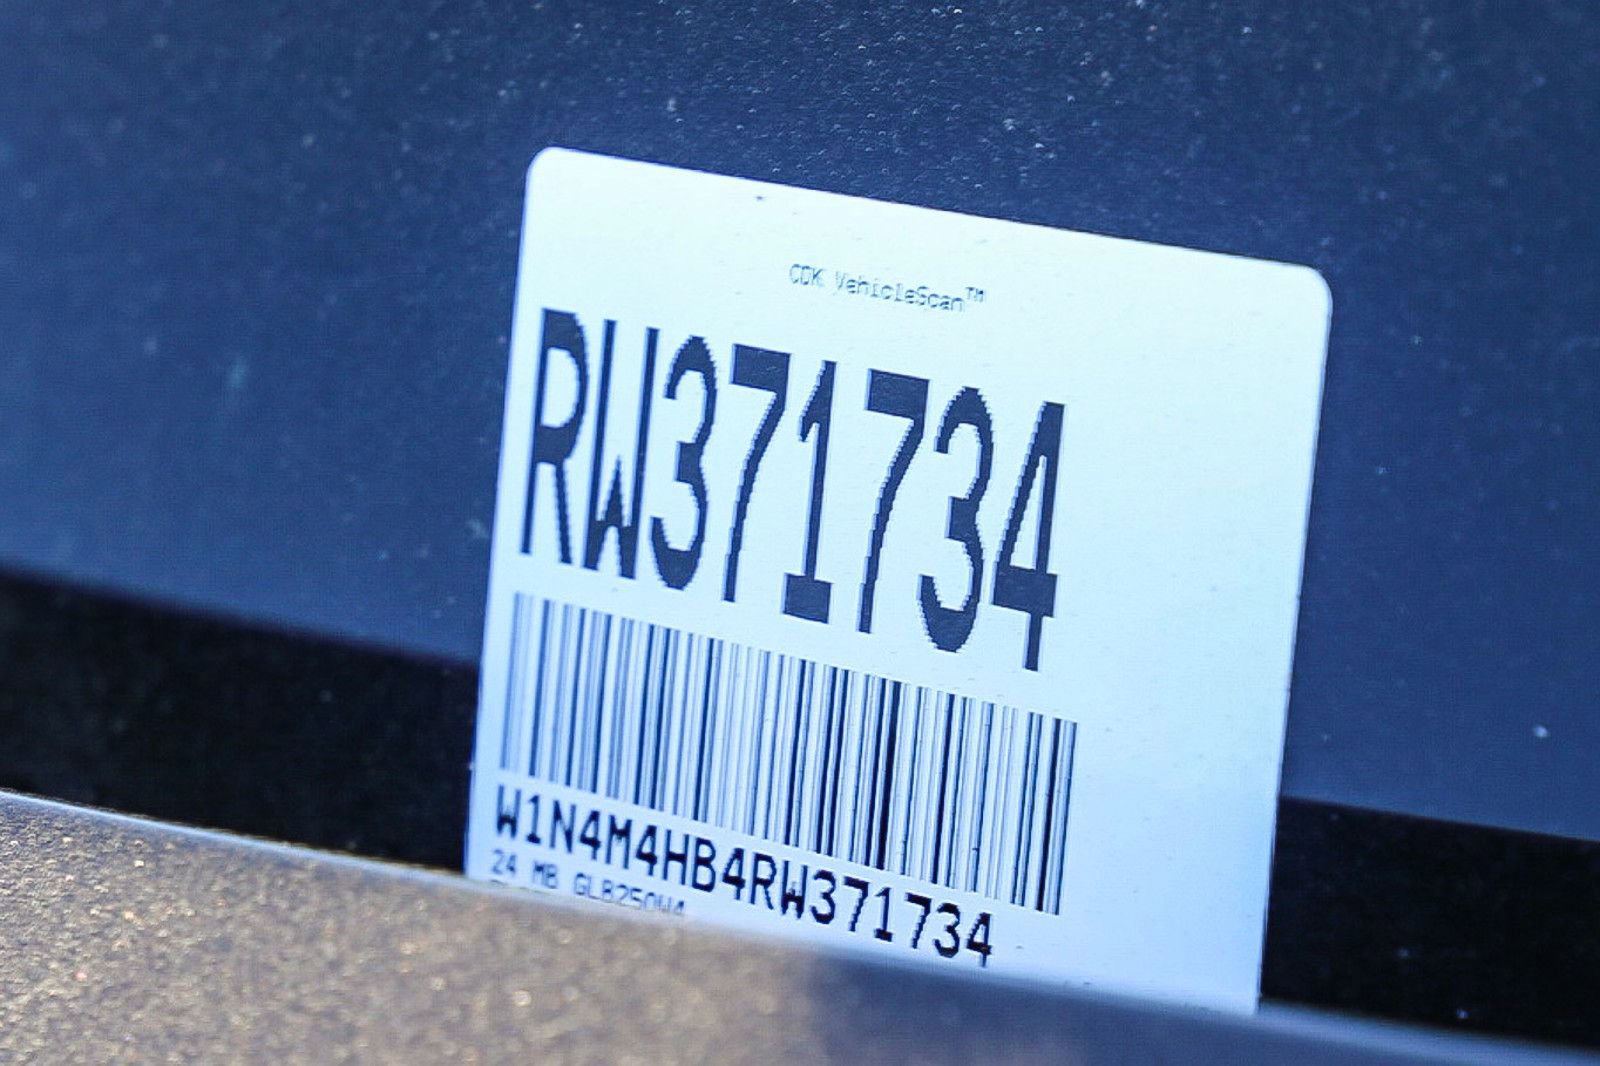 CDK VehicleScan™
RW371734
W1N4M4HB4RW371734
24 MB GLB250W4